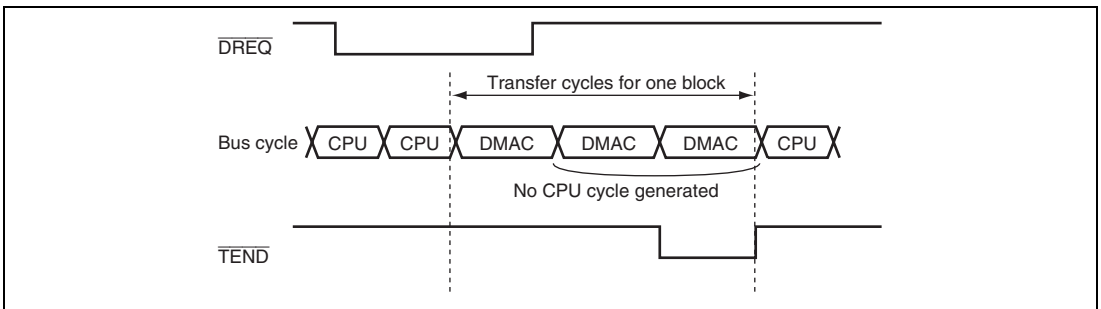 DREQ
Transfer cycles for one block
Bus cycle CPU CPU DMAC DMAC DMAC CPU
No CPU cycle generated
TEND